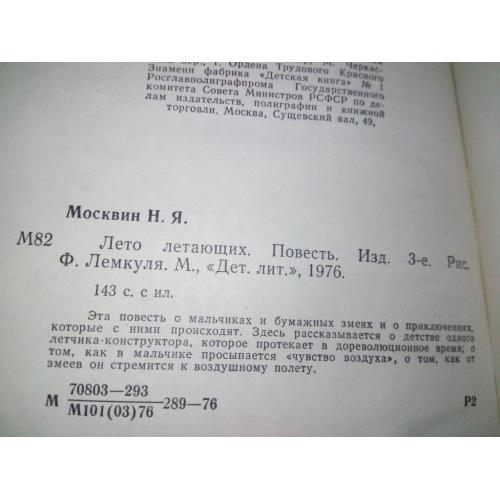 М. Черкас-
пер., 1. Ордена Трудового Красного
Знамени фабрика «Детская книга» № 1
Росглавполиграфпрома Государственного
комитета Совета Министров РСФСР по де-
лам издательств, полиграфии и книжной
торговли. Москва, Сущевский вал, 49.
Москвин Н. Я.
М82 Лето летающих. Повесть. Изд. 3-е. Рис.
Ф. Лемкуля. М., «Дет. лит.», 1976.
143 с. с ил.
Эта повесть о мальчиках и бумажных змеях и о приключениях,
которые с ними происходят. Здесь рассказывается о детстве одного
летчика-конструктора, которое протекает в дореволюционное время; о
том, как в мальчике просыпается «чувство воздуха», о том, как от
змеев он стремится к воздушному полету.
70803—293
М 289—76
М101(03)76
Р2